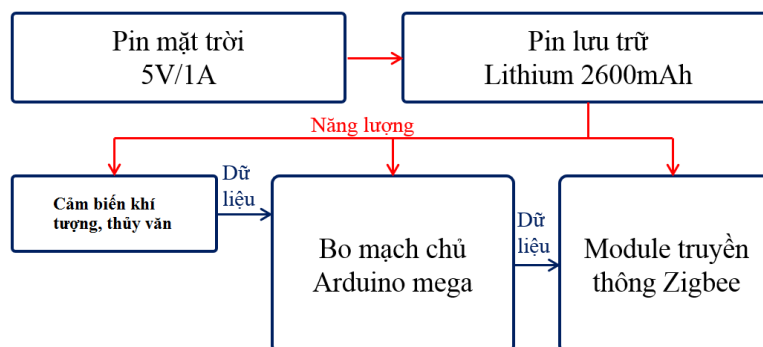 Pin mặt trời
5V/1A
Pin lưu trữ
Lithium 2600mAh
Năng lượng
Cảm biến khí
tượng, thủy văn
Dữ
liệu
Bo mạch chủ
Arduino mega
Dữ
liệu
Module truyền
thông Zigbee